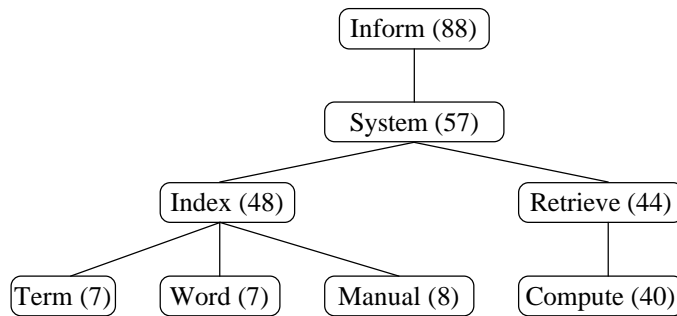 Inform (88)
System (57)
Index (48)
Retrieve (44)
Term (7)
Word (7)
Manual (8)
Compute (40)